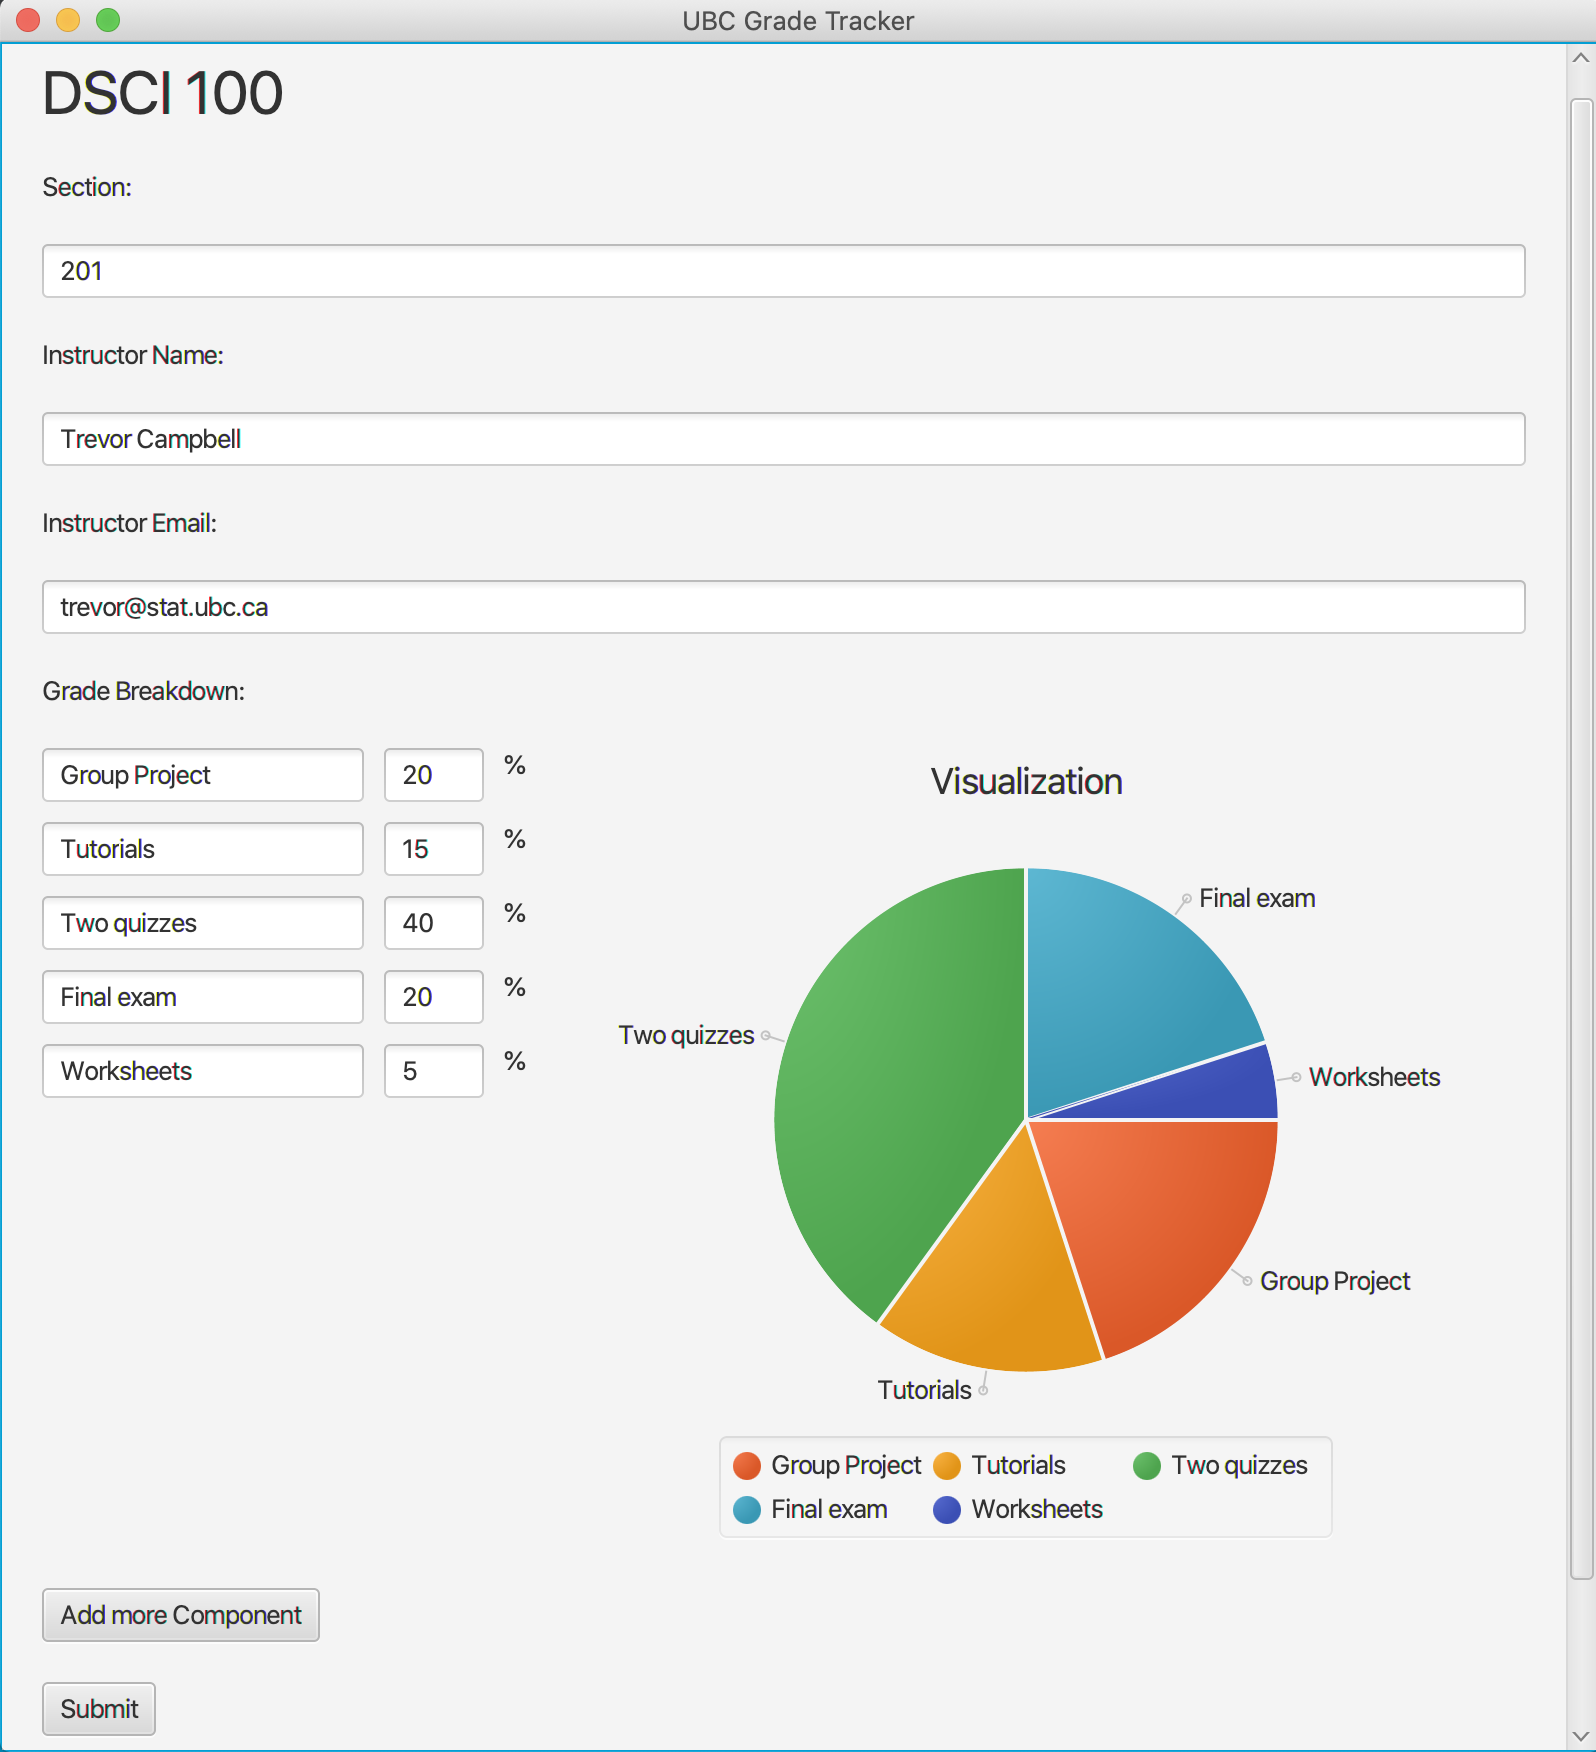 UBC Grade Tracker
DSCI 100
Section:
201
Instructor Name:
Trevor Campbell
Instructor Email:
trevor@stat.ubc.ca
Grade Breakdown:
Group Project 20 %
Tutorials 15 %
Two quizzes 40 %
Final exam 20 %
Worksheets 5 %
Visualization
Final exam
Two quizzes
Worksheets
Group Project
Tutorials
Group Project Tutorials Two quizzes
Final exam Worksheets
Add more Component
Submit